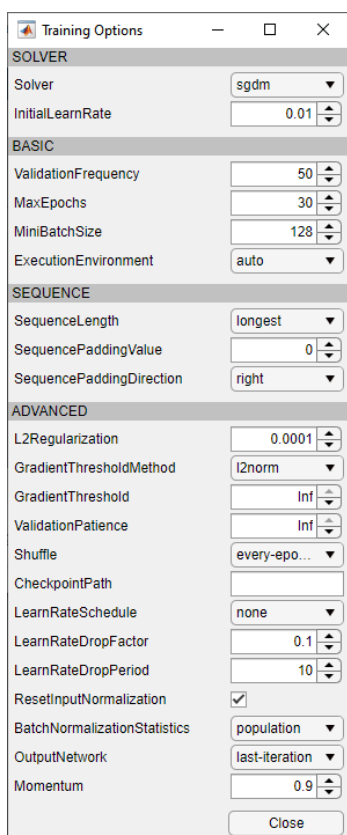 Training Options
SOLVER
Solver sgdm
InitialLearnRate 0.01
BASIC
ValidationFrequency 50
MaxEpochs 30
MiniBatchSize 128
ExecutionEnvironment auto
SEQUENCE
SequenceLength longest
SequencePaddingValue 0
SequencePaddingDirection right
ADVANCED
L2Regularization 0.0001
GradientThresholdMethod l2norm
GradientThreshold Inf
ValidationPatience Inf
Shuffle every-epo...
CheckpointPath
LearnRateSchedule none
LearnRateDropFactor 0.1
LearnRateDropPeriod 10
ResetInputNormalization
BatchNormalizationStatistics population
OutputNetwork last-iteration
Momentum 0.9
Close